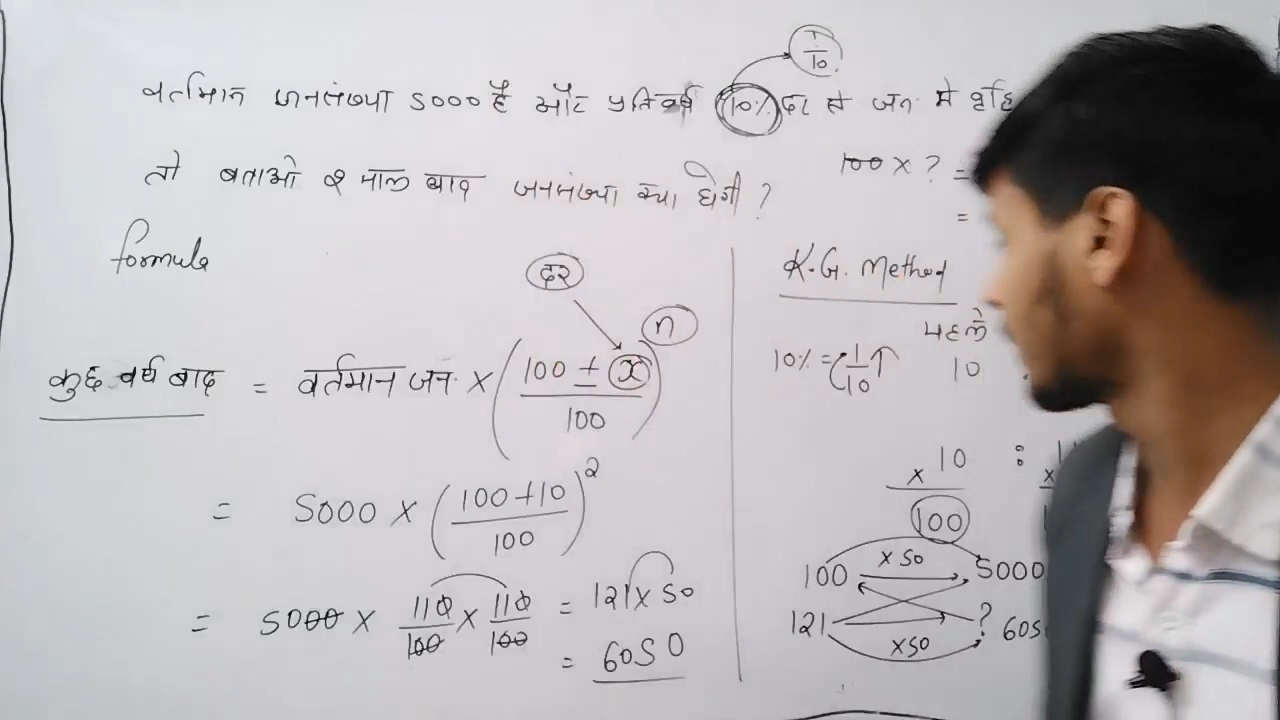 1/10
वर्तमान जनसंख्या 5000 है और प्रतिवर्ष 10% दर से जन. मे वृद्धि
तो बताओ 2 साल बाद जनसंख्या क्या होगी ?
100 x ? =
=
formula
दर
n
कुछ वर्ष बाद = वर्तमान जन. x (100 ± x / 100)
= 5000 x (100+10 / 100)²
= 5000 x 110/100 x 110/100 = 121 x 50
= 6050
K.G. Method
पहले
10% = 1/10 ↑ 10
x 10 :
x
100
100 x 50 5000
121 ? 605
x 50